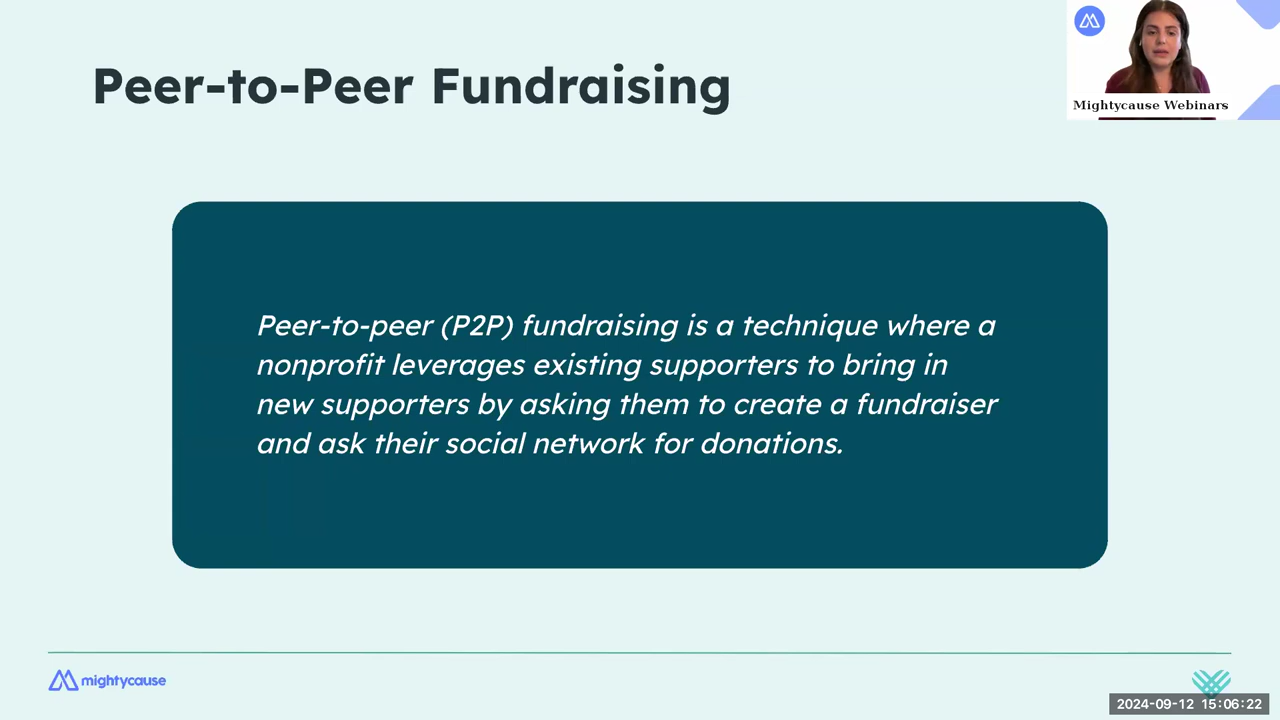 Peer-to-Peer Fundraising
Mightycause Webinars
Peer-to-peer (P2P) fundraising is a technique where a
nonprofit leverages existing supporters to bring in
new supporters by asking them to create a fundraiser
and ask their social network for donations.
mightycause
2024-09-12 15:06:22